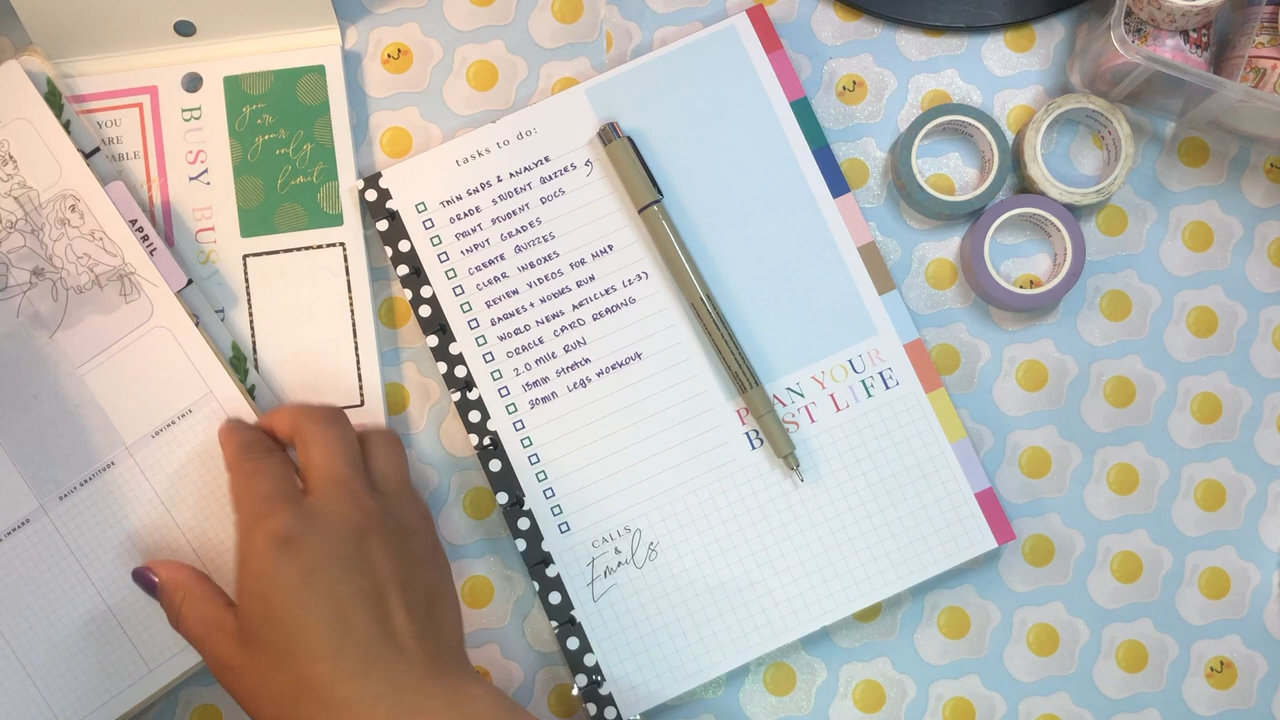 YOU
ARE
BUSY BUS
you
are
your
only
limit
APRIL
LOVING THIS
DAILY GRATITUDE
INWARD
tasks to do:
THIN SNDS & ANALYZE
GRADE STUDENT QUIZZES
PRINT STUDENT DOCS
INPUT GRADES
CREATE QUIZZES
CLEAR INBOXES
REVIEW VIDEOS FOR MMP
BARNES + NOBLES RUN
WORLD NEWS ARTICLES (2-3)
ORACLE CARD READING
2.0 mile RUN
15min Stretch
30min Legs Workout
PLAN YOUR
BEST LIFE
CALLS
&
Emails